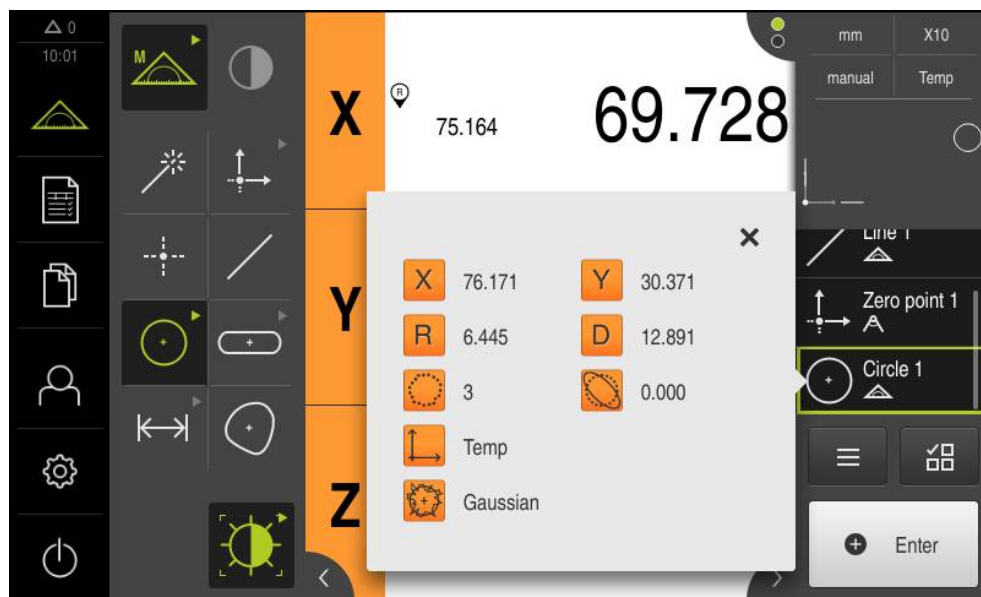 0
10:01
M
X
R
75.164
69.728
Y
Z
X 76.171 Y 30.371
R 6.445 D 12.891
3 0.000
Temp
Gaussian
mm X10
manual Temp
Line 1
Zero point 1
Circle 1
Enter